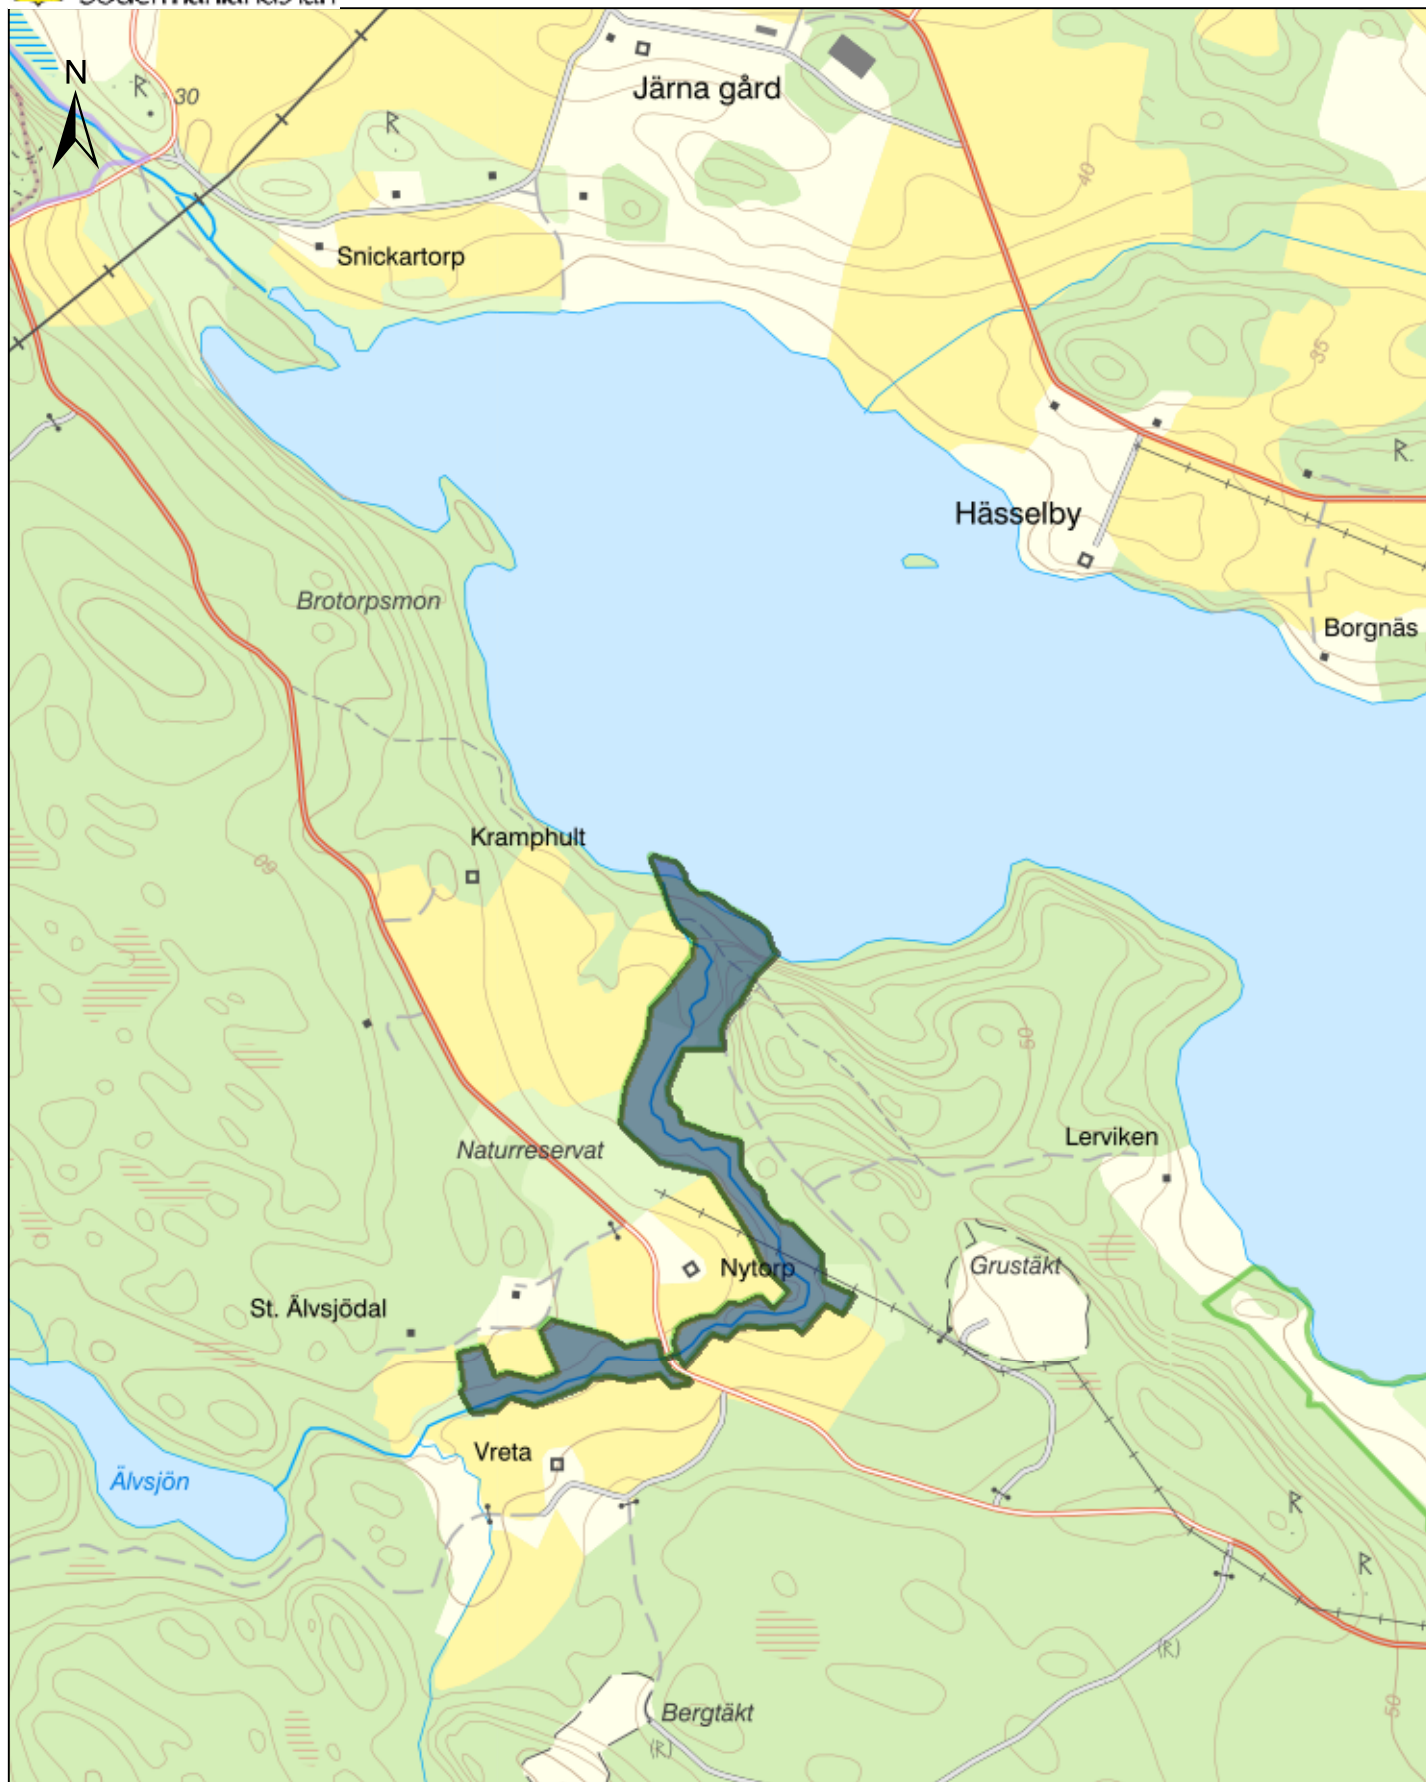 N
R
30
R
Järna gård
40
Snickartorp
35
R
Hässelby
Brotorpsmon
Borgnäs
Kramphult
60
50
Lerviken
Naturreservat
Grustäkt
Nytorp
St. Älvsjödal
Vreta
Älvsjön
R
R
(R)
50
Bergtäkt
(R)